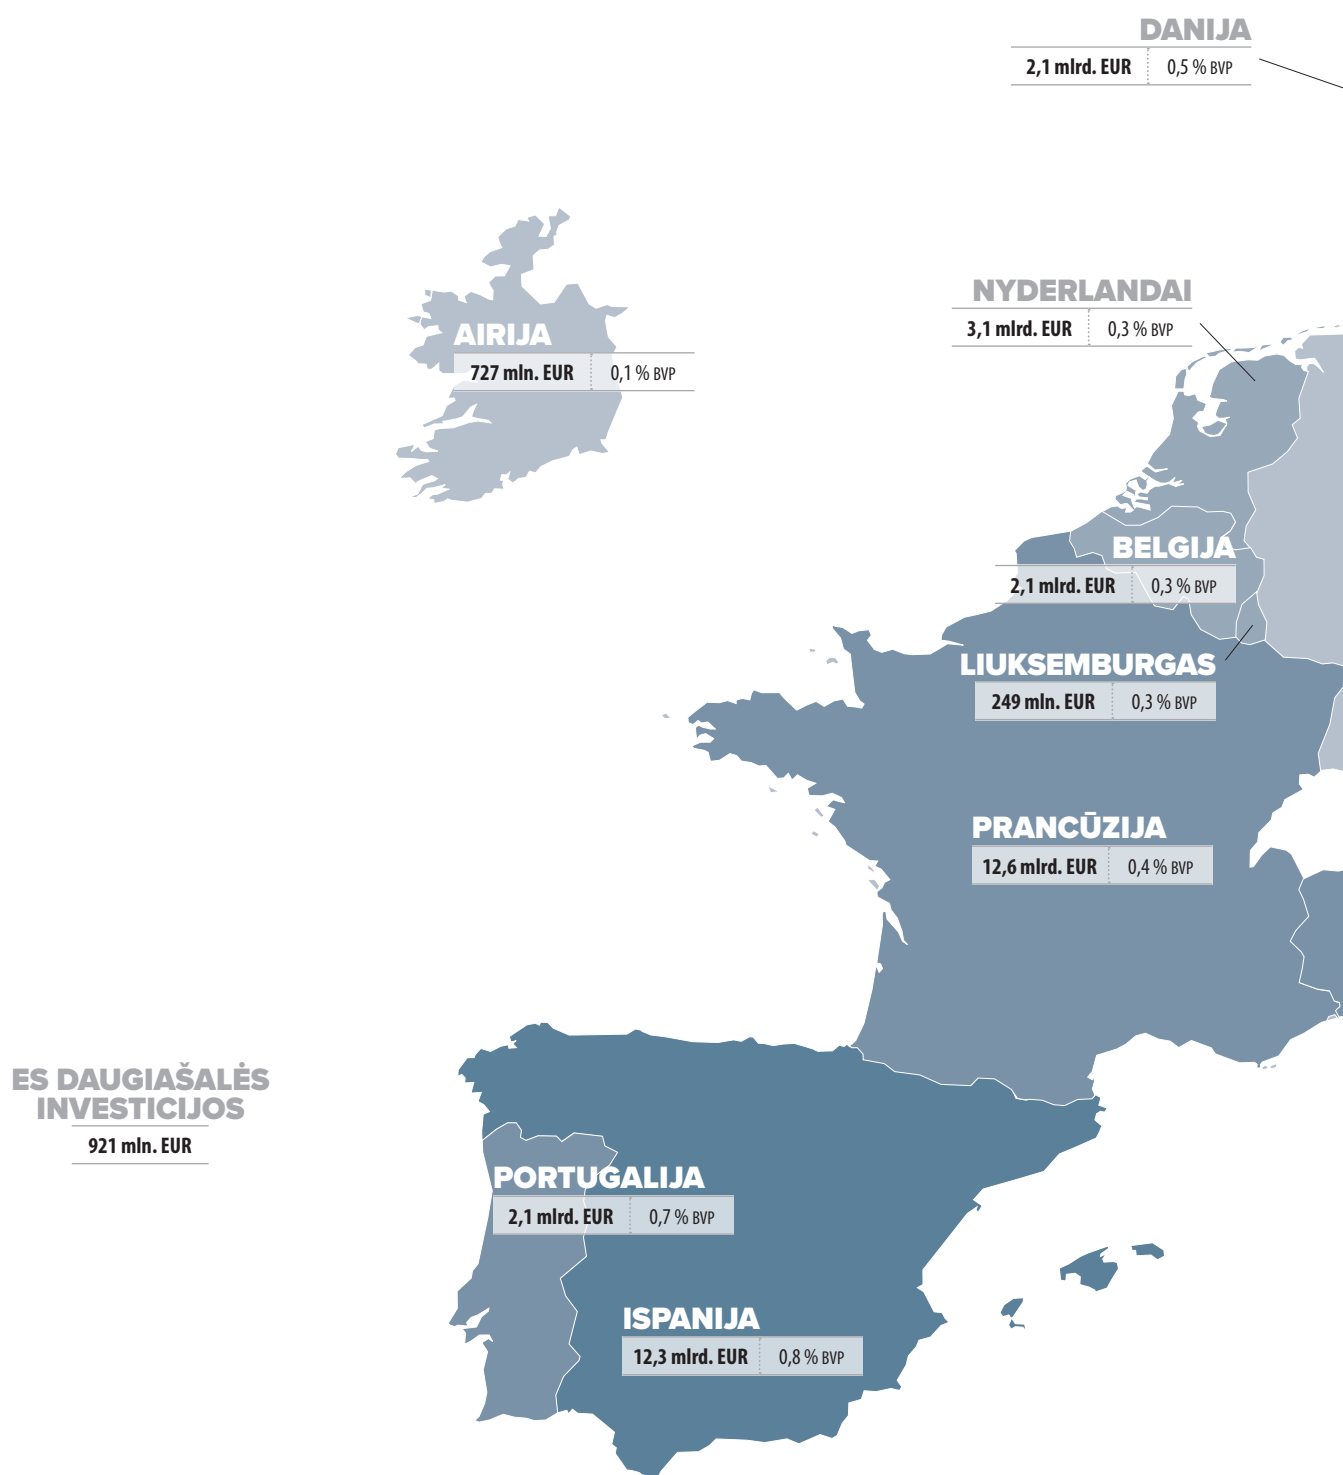 DANIJA
2,1 mlrd. EUR 0,5 % BVP
NYDERLANDAI
3,1 mlrd. EUR 0,3 % BVP
AIRIJA
727 mln. EUR 0,1 % BVP
BELGIJA
2,1 mlrd. EUR 0,3 % BVP
LIUKSEMBURGAS
249 mln. EUR 0,3 % BVP
PRANCŪZIJA
12,6 mlrd. EUR 0,4 % BVP
ES DAUGIAŠALĖS
INVESTICIJOS
921 mln. EUR
PORTUGALIJA
2,1 mlrd. EUR 0,7 % BVP
ISPANIJA
12,3 mlrd. EUR 0,8 % BVP